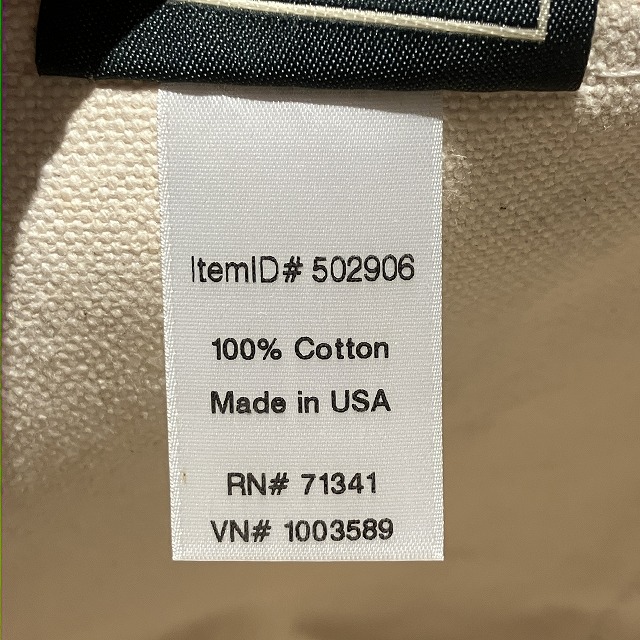 ItemID# 502906
100% Cotton
Made in USA
RN# 71341
VN# 1003589